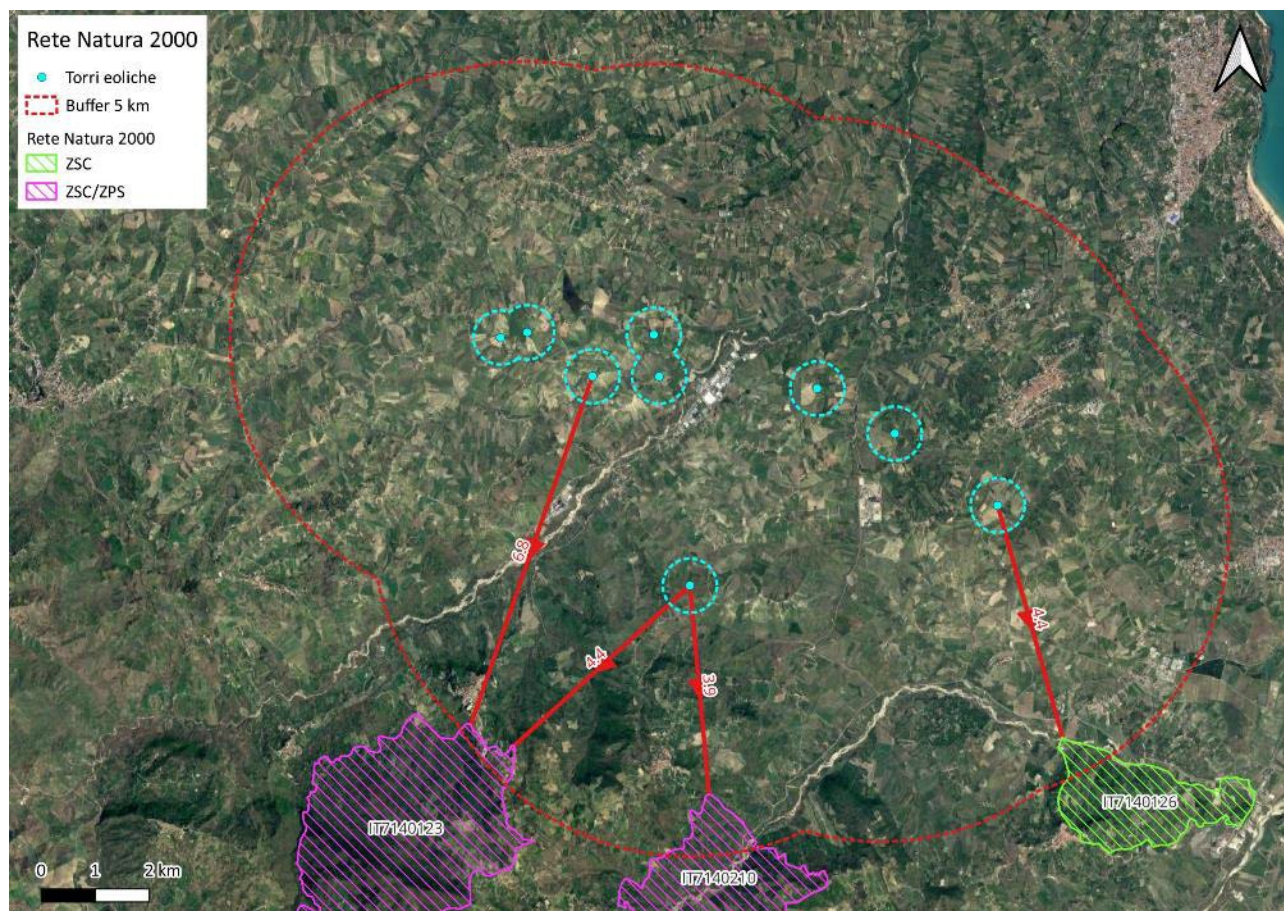 Rete Natura 2000
Torri eoliche
Buffer 5 km
Rete Natura 2000
ZSC
ZSC/ZPS
6.8
4.4
3.9
4.4
IT7140123
IT7140210
IT7140126
0 1 2 km